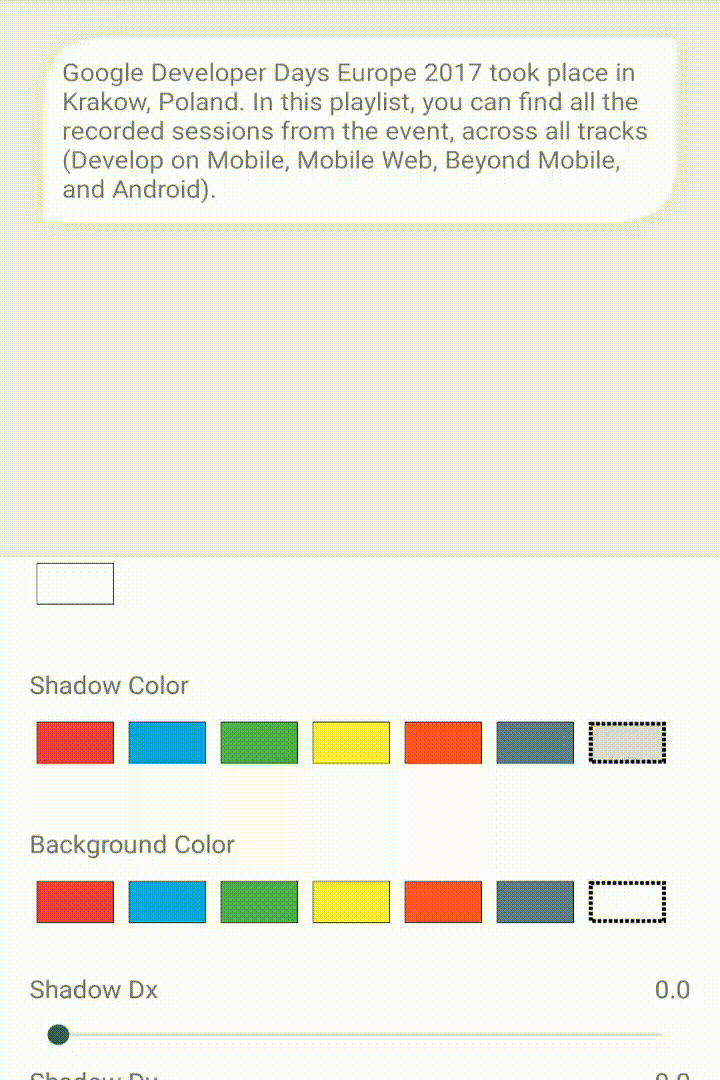 Google Developer Days Europe 2017 took place in
Krakow, Poland. In this playlist, you can find all the
recorded sessions from the event, across all tracks
(Develop on Mobile, Mobile Web, Beyond Mobile,
and Android).
Shadow Color
Background Color
Shadow Dx 0.0
Shadow Dy 0.0